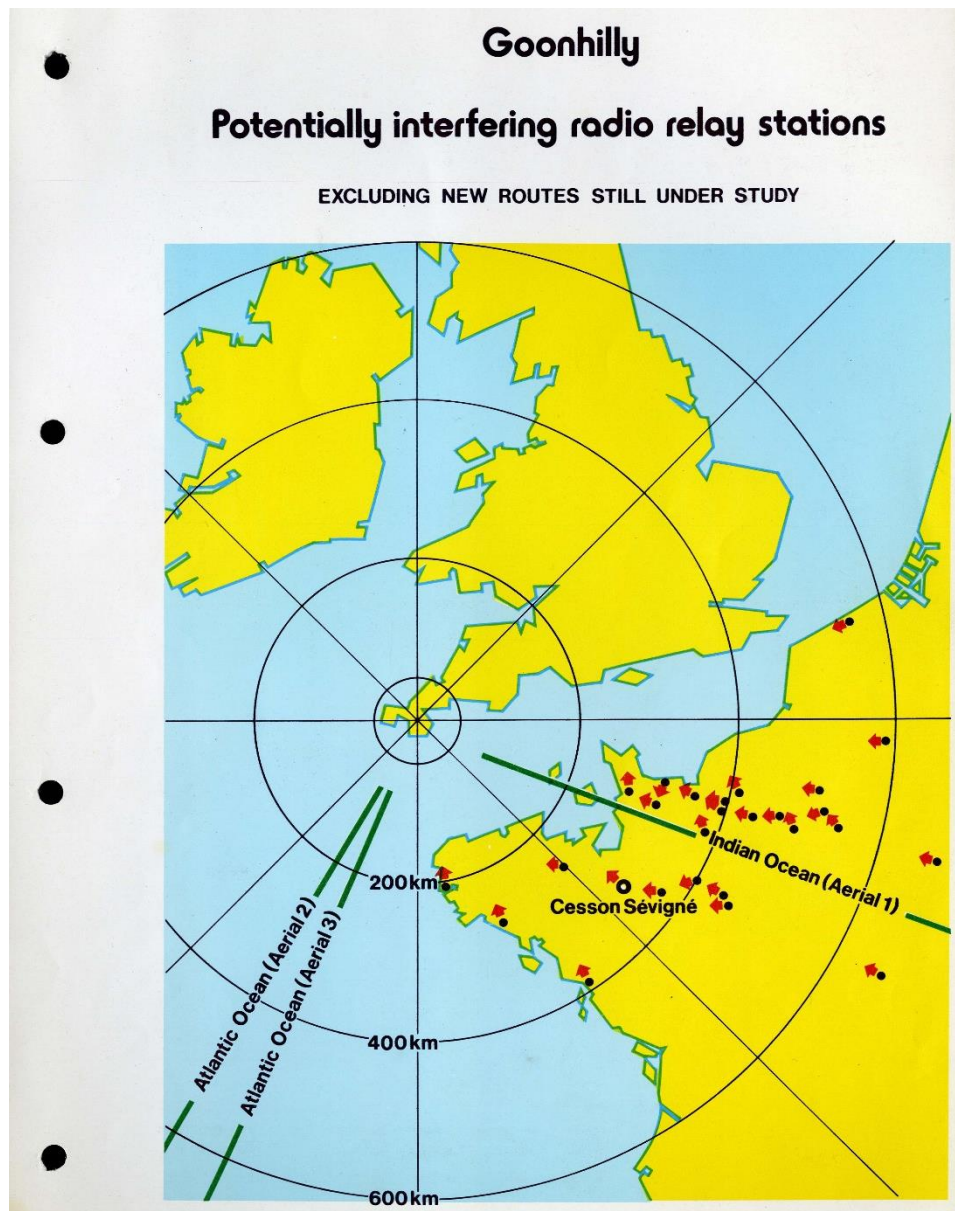 Goonhilly
Potentially interfering radio relay stations
EXCLUDING NEW ROUTES STILL UNDER STUDY
200km
Indian Ocean (Aerial 1)
Cesson Sévigné
Atlantic Ocean (Aerial 2)
Atlantic Ocean (Aerial 3)
400km
600km